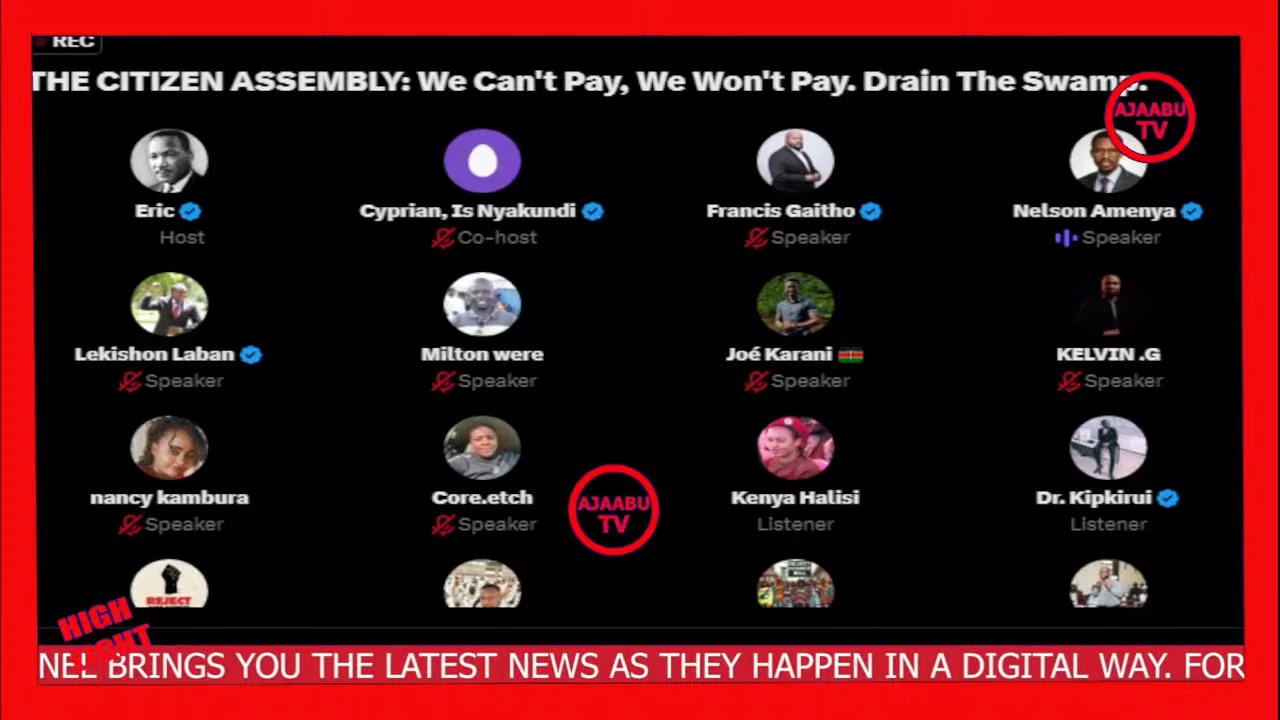 REC
THE CITIZEN ASSEMBLY: We Can't Pay, We Won't Pay. Drain The Swamp.
AJAABU
TV
Eric
Cyprian, Is Nyakundi
Francis Gaitho
Nelson Amenya
Host
Co-host
Speaker
Speaker
Lekishon Laban
Milton were
Joé Karani
KELVIN .G
Speaker
Speaker
Speaker
Speaker
nancy kambura
Core.etch
Kenya Halisi
Dr. Kipkirui
Speaker
Speaker
Listener
Listener
AJAABU
TV
REJECT
HIGH
NEL BRINGS YOU THE LATEST NEWS AS THEY HAPPEN IN A DIGITAL WAY. FOR